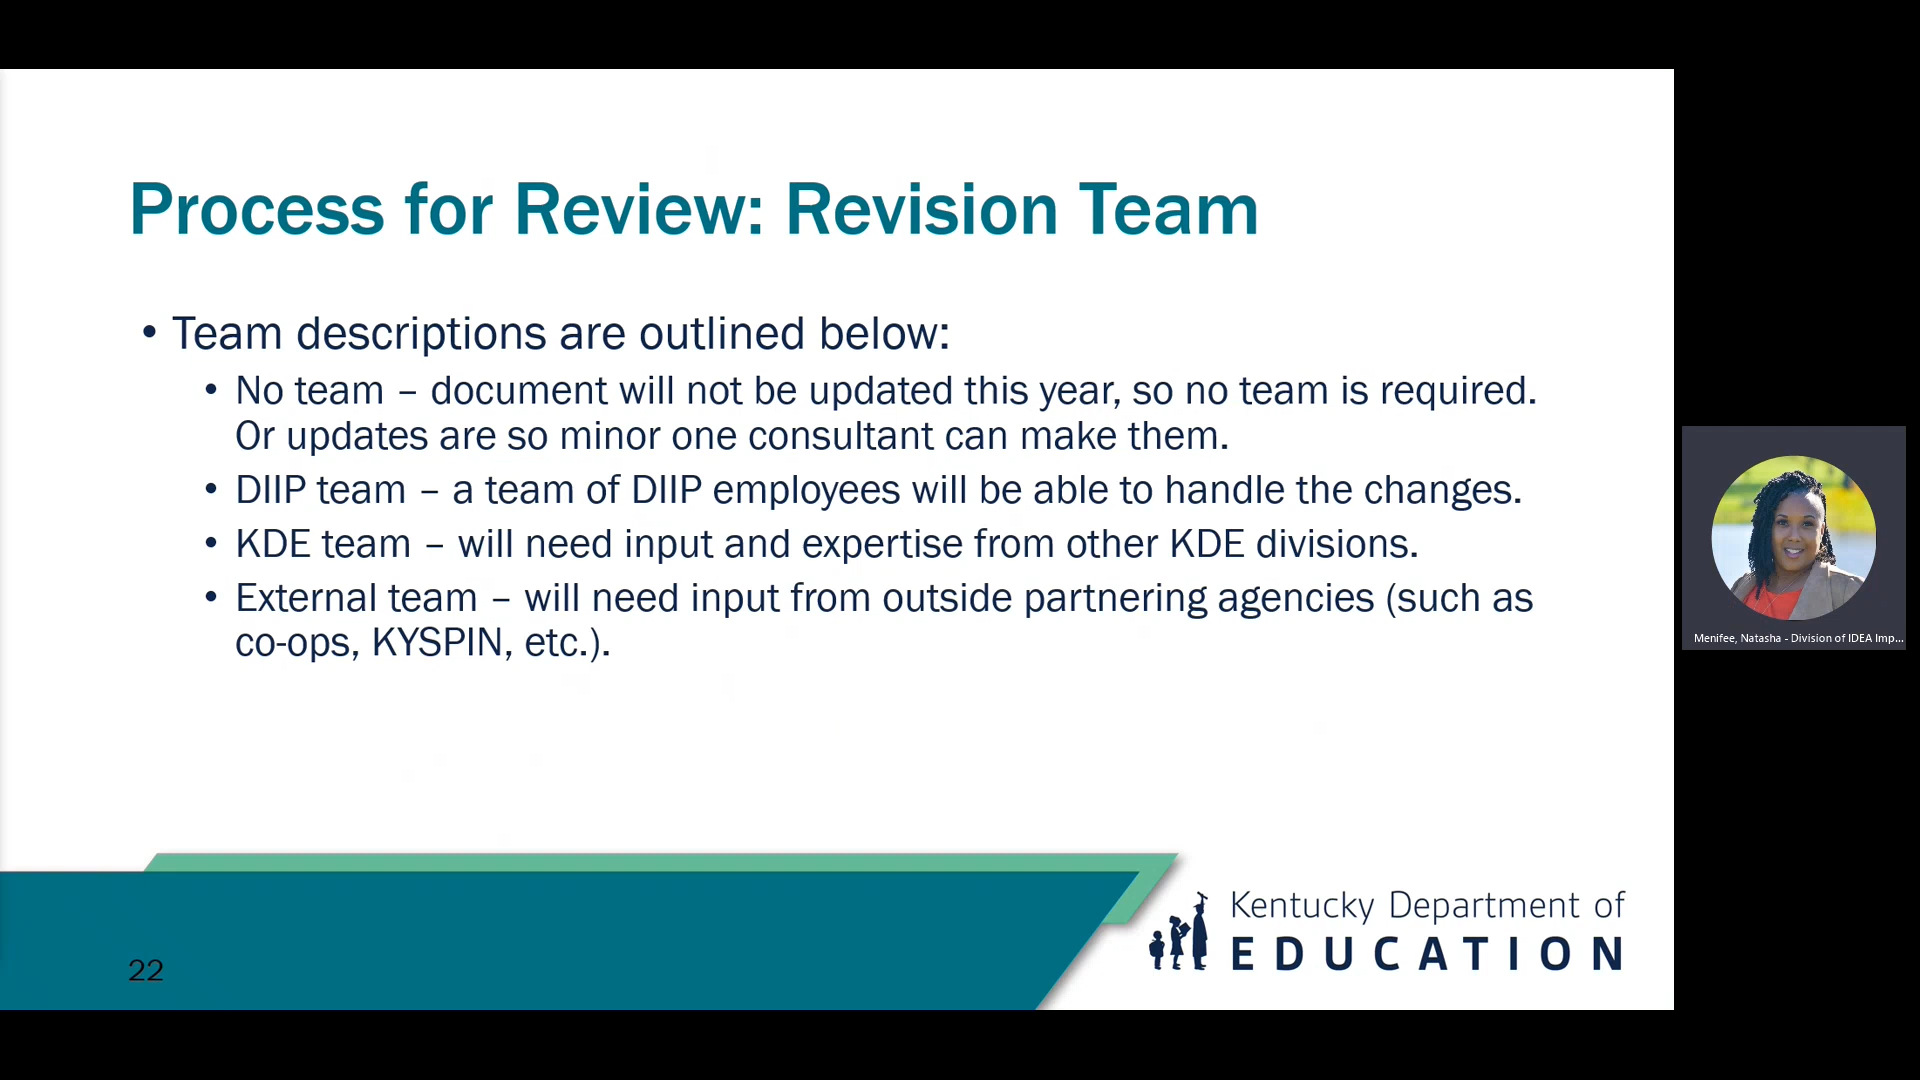 Process for Review: Revision Team
• Team descriptions are outlined below:
• No team – document will not be updated this year, so no team is required.
Or updates are so minor one consultant can make them.
• DIIP team – a team of DIIP employees will be able to handle the changes.
• KDE team – will need input and expertise from other KDE divisions.
• External team – will need input from outside partnering agencies (such as
co-ops, KYSPIN, etc.).
Menifee, Natasha - Division of IDEA Imp...
Kentucky Department of
EDUCATION
22